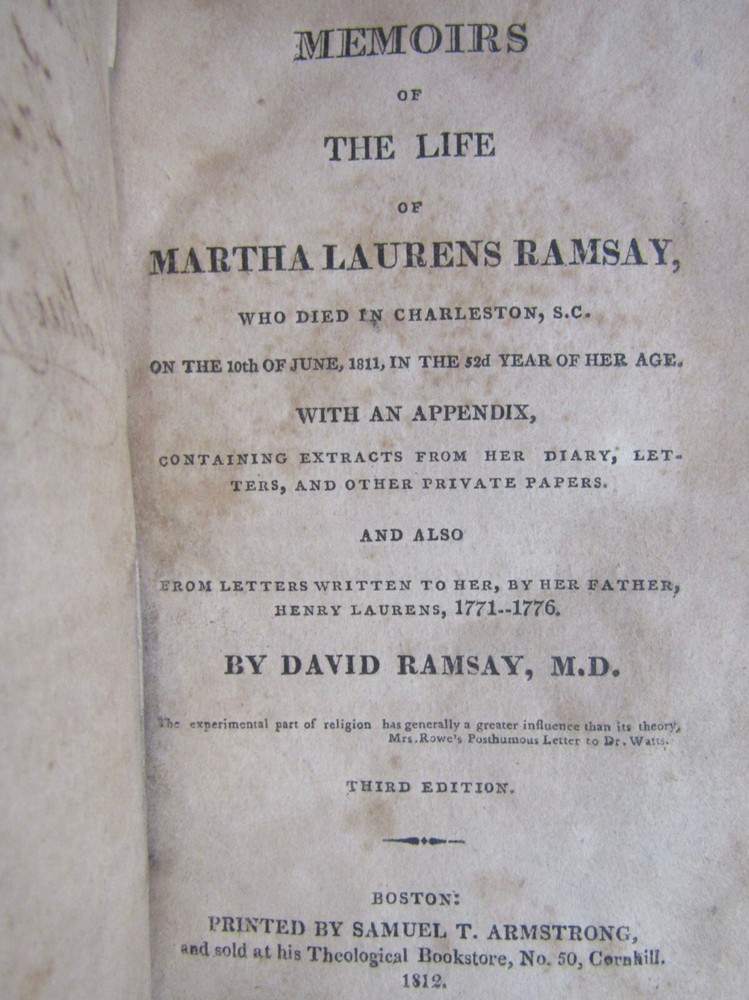 MEMOIRS
OF
THE LIFE
OF
MARTHA LAURENS RAMSAY,
WHO DIED IN CHARLESTON, S.C.
ON THE 10th OF JUNE, 1811, IN THE 52d YEAR OF HER AGE.
WITH AN APPENDIX,
CONTAINING EXTRACTS FROM HER DIARY, LET-
TERS, AND OTHER PRIVATE PAPERS.
AND ALSO
FROM LETTERS WRITTEN TO HER, BY HER FATHER,
HENRY LAURENS, 1771--1776.
BY DAVID RAMSAY, M.D.
The experimental part of religion has generally a greater influence than its theory,
Mrs. Rowe's Posthumous Letter to Dr. Watts.
THIRD EDITION.
BOSTON:
PRINTED BY SAMUEL T. ARMSTRONG,
and sold at his Theological Bookstore, No. 50, Cornhill.
1812.